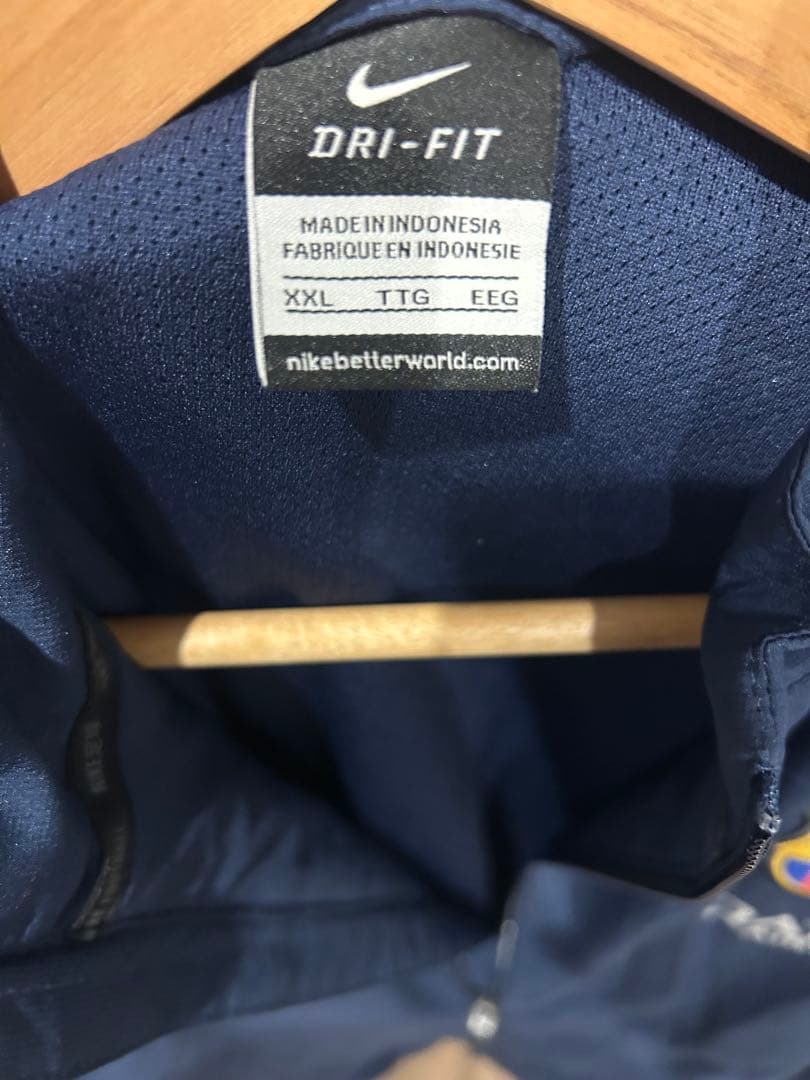 DRI-FIT
MADE IN INDONESIA
FABRIQUE EN INDONESIE
XXL TTG EEG
nikebetterworld.com